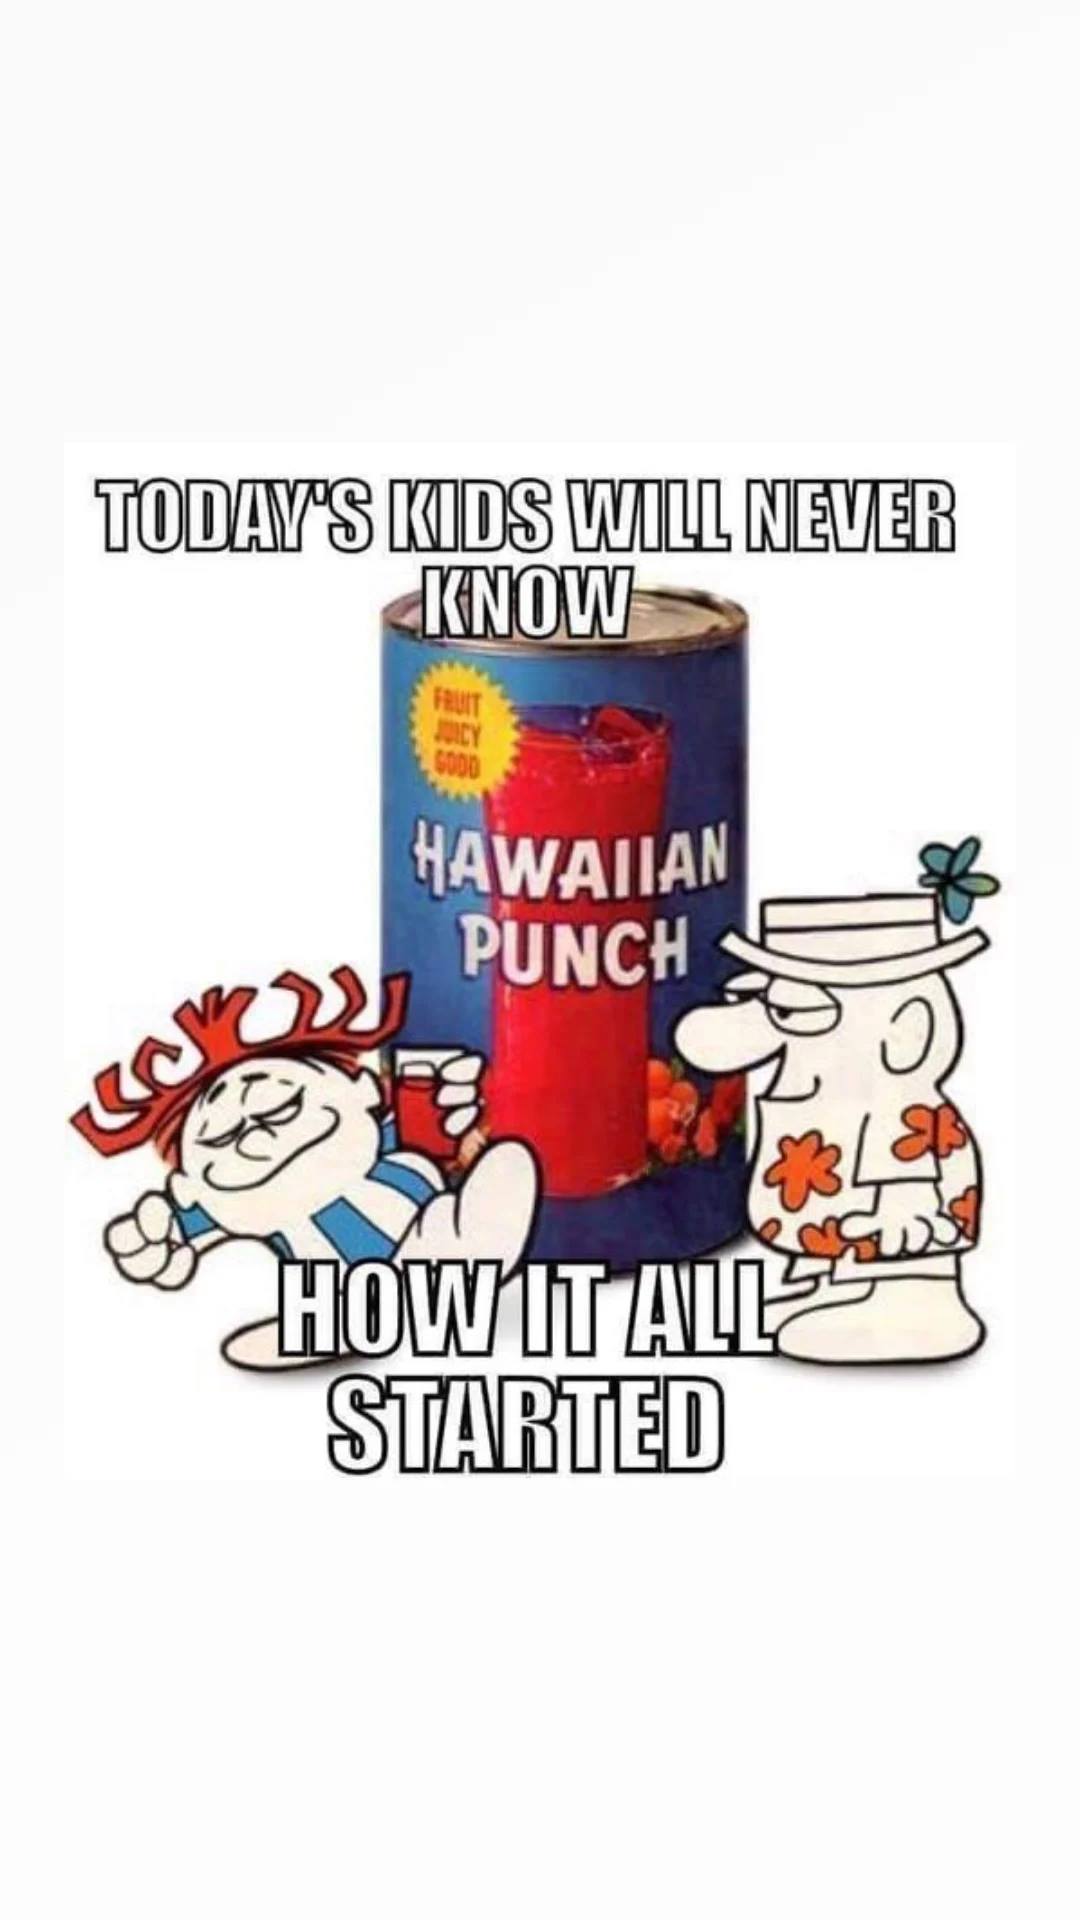 TODAY'S KIDS WILL NEVER
KNOW
FRUIT
JUICY
GOOD
HAWAIIAN
PUNCH
HOW IT ALL
STARTED